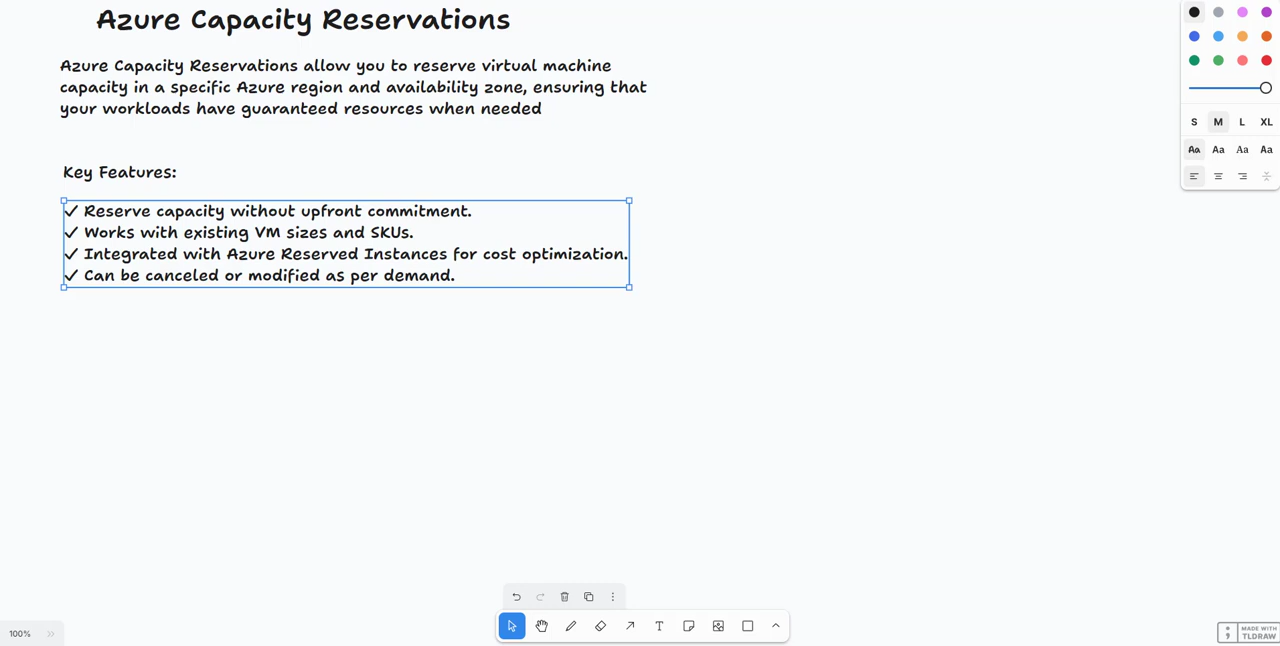 Azure Capacity Reservations
Azure Capacity Reservations allow you to reserve virtual machine
capacity in a specific Azure region and availability zone, ensuring that
your workloads have guaranteed resources when needed
Key Features:
✓ Reserve capacity without upfront commitment.
✓ Works with existing VM sizes and SKUs.
✓ Integrated with Azure Reserved Instances for cost optimization.
✓ Can be canceled or modified as per demand.
S M L XL
Aa Aa Aa Aa
100%
MADE WITH
TLDRAW